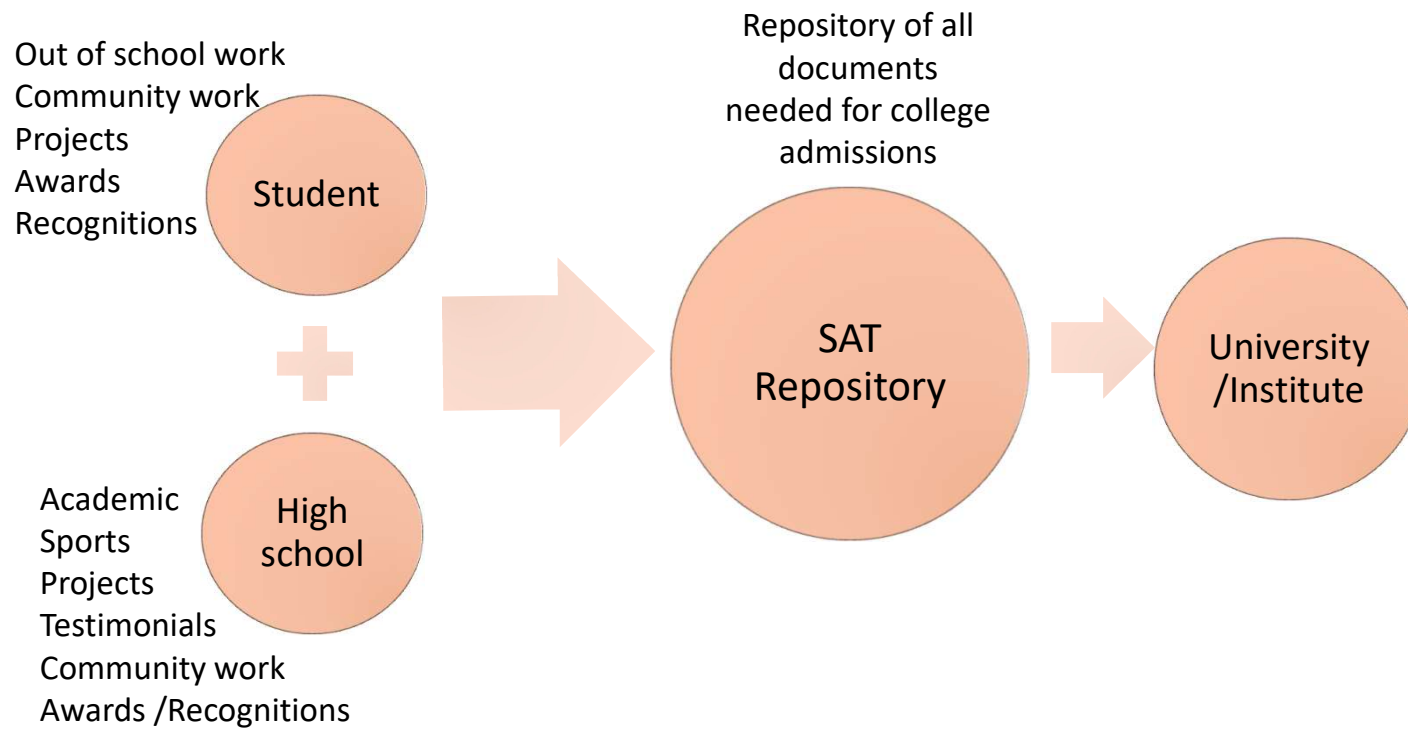 Out of school work
Community work
Projects
Awards
Recognitions
Student
High
school
Academic
Sports
Projects
Testimonials
Community work
Awards /Recognitions
Repository of all
documents
needed for college
admissions
SAT
Repository
University
/Institute